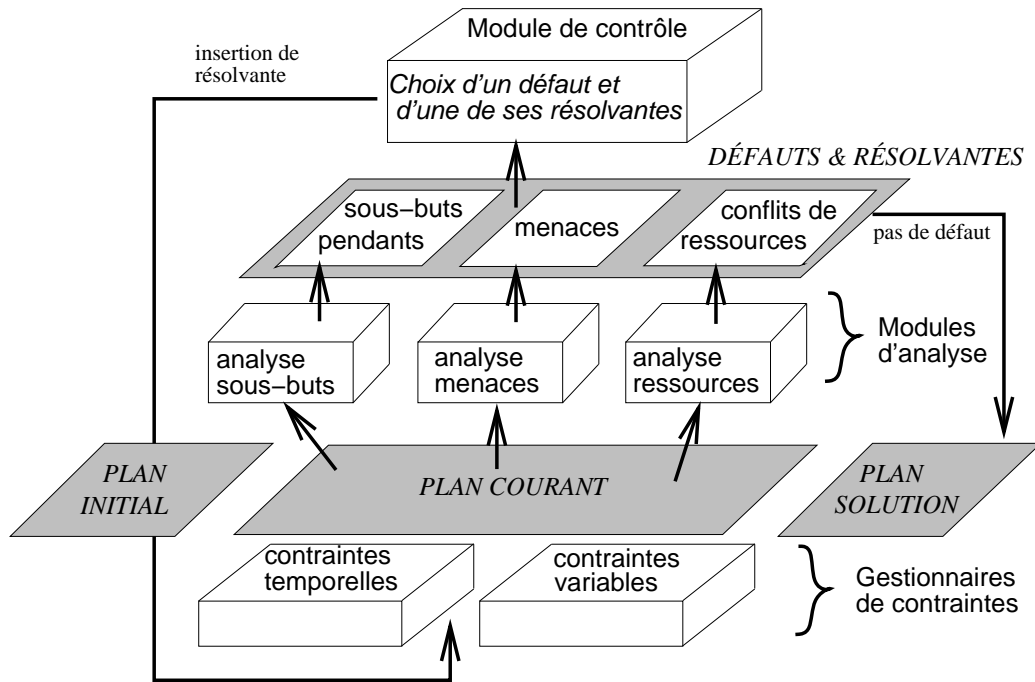 Module de contrôle
insertion de
résolvante
Choix d'un défaut et
d'une de ses résolvantes
DÉFAUTS & RÉSOLVANTES
sous−buts
pendants
menaces
conflits de
ressources
pas de défaut
analyse
sous−buts
analyse
menaces
analyse
ressources
Modules
d'analyse
PLAN
INITIAL
PLAN COURANT
PLAN
SOLUTION
contraintes
temporelles
contraintes
variables
Gestionnaires
de contraintes